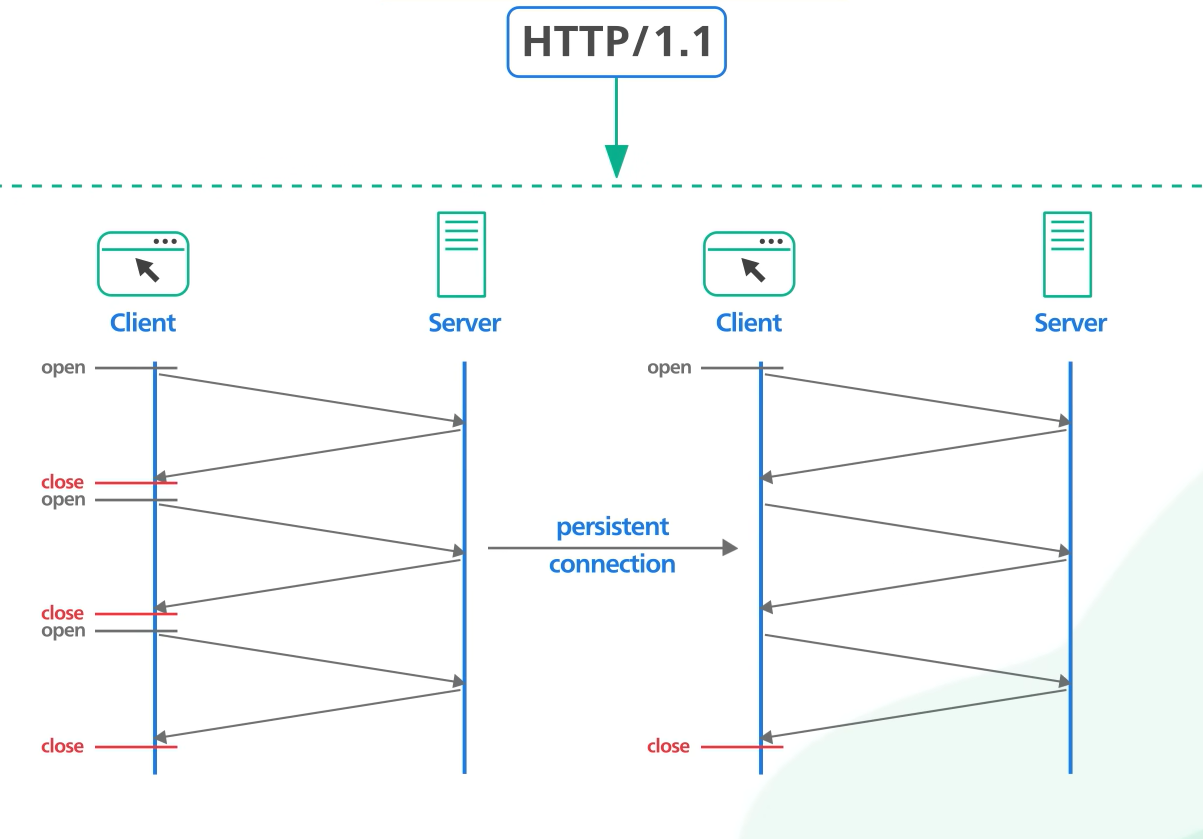 HTTP/1.1
Client
Server
Client
Server
open
close
open
close
open
close
persistent
connection
open
close